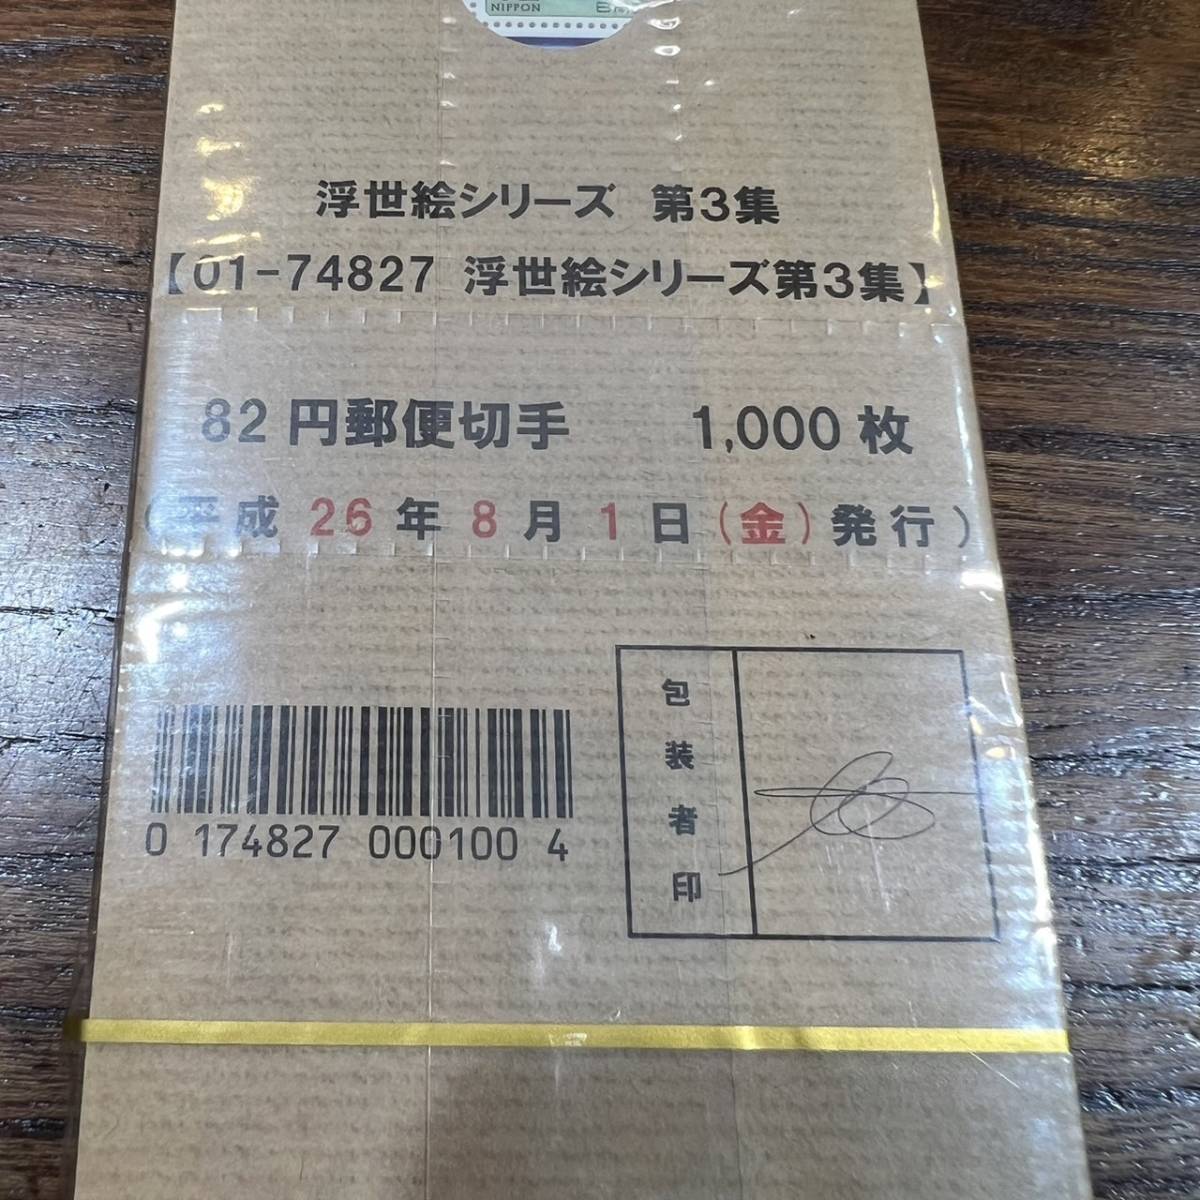 NIPPON
浮世絵シリーズ 第3集
【01-74827 浮世絵シリーズ第3集】
82円郵便切手 1,000枚
(平成 26年 8月 1日(金)発行)
0 174827 000100 4
包装者印